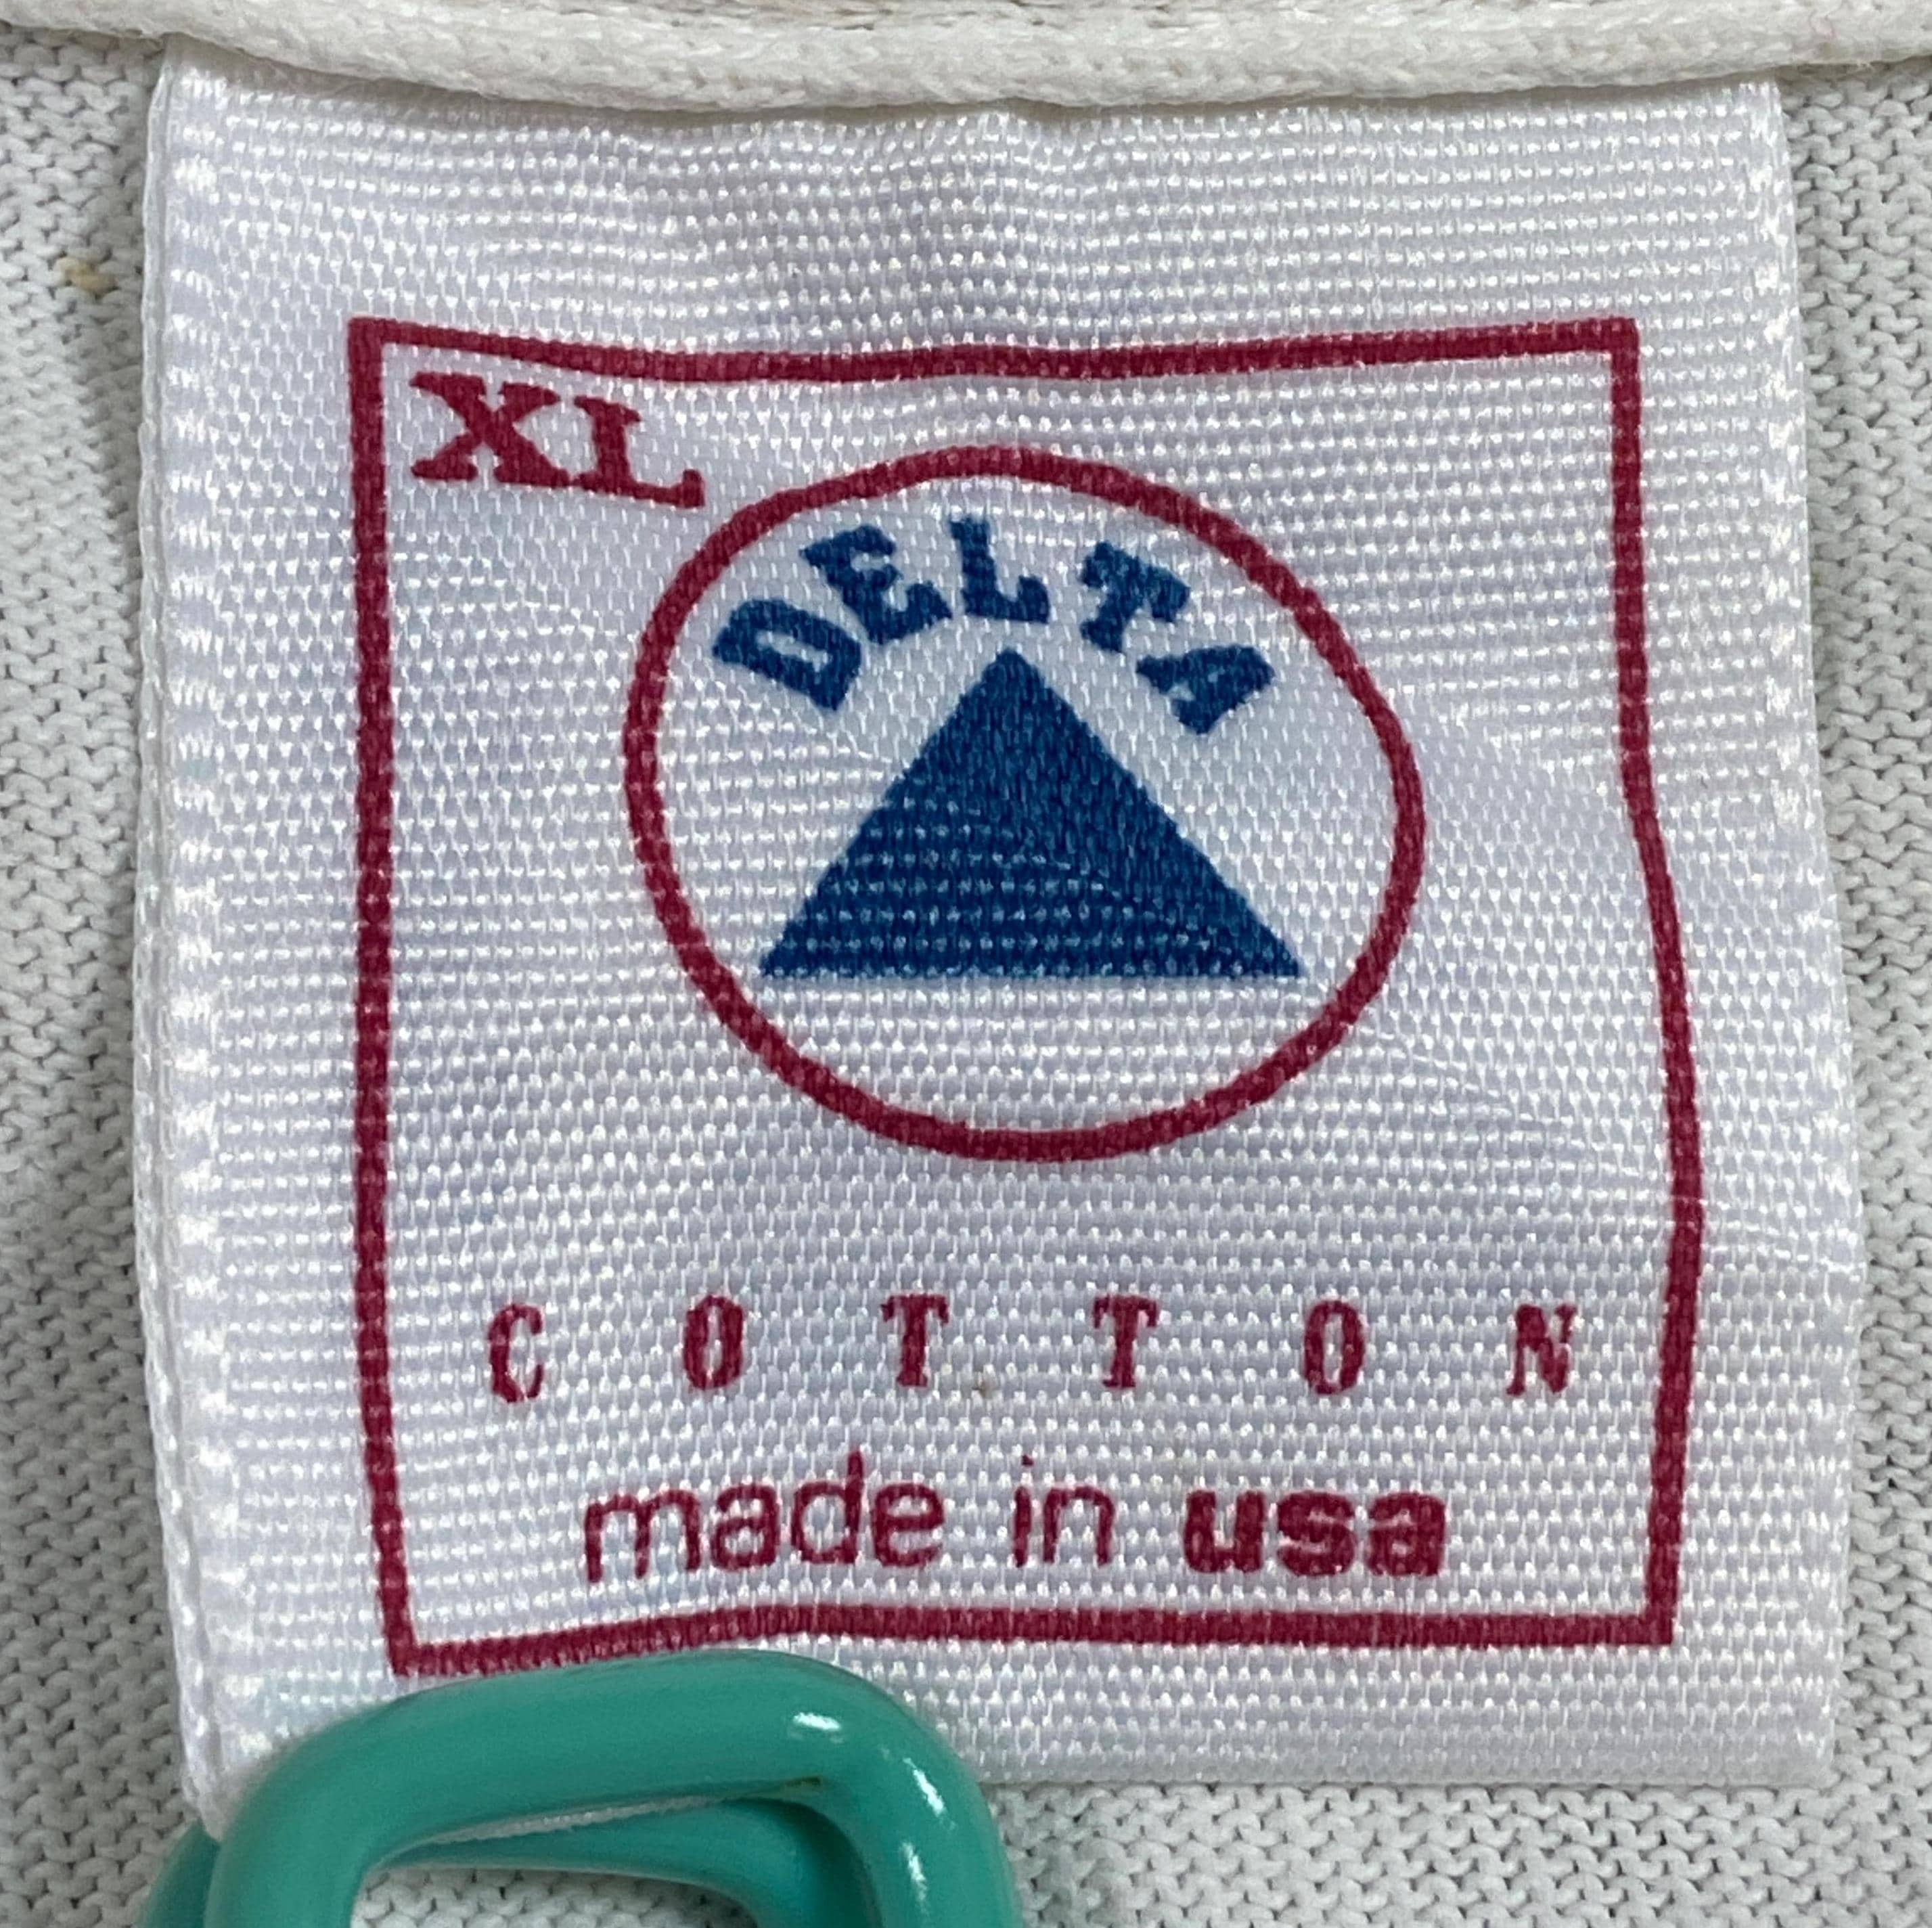 XL
DELTA
COTTON
made in usa